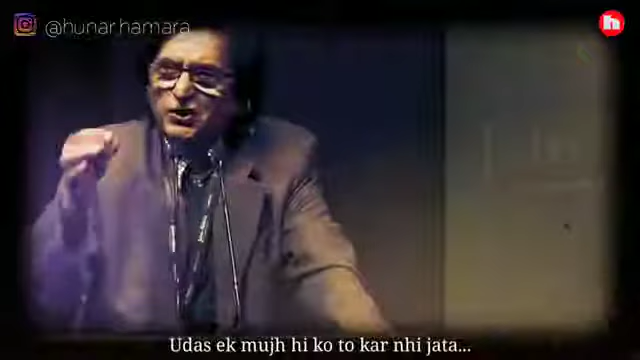 @hunar.hamara
h
Udas ek mujh hi ko to kar nhi jata...